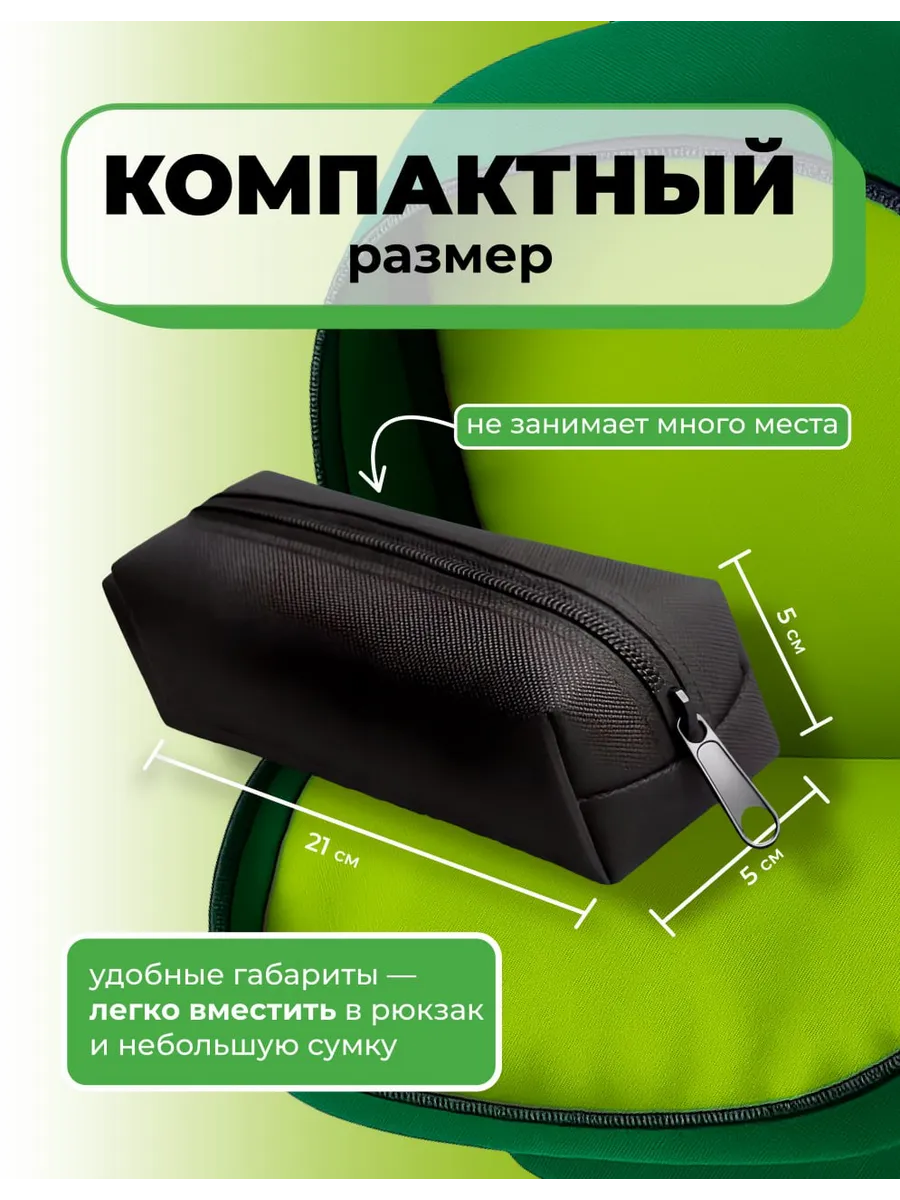 КОМПАКТНЫЙ
размер
не занимает много места
5 см
21 см
5 см
удобные габариты —
легко вместить в рюкзак
и небольшую сумку